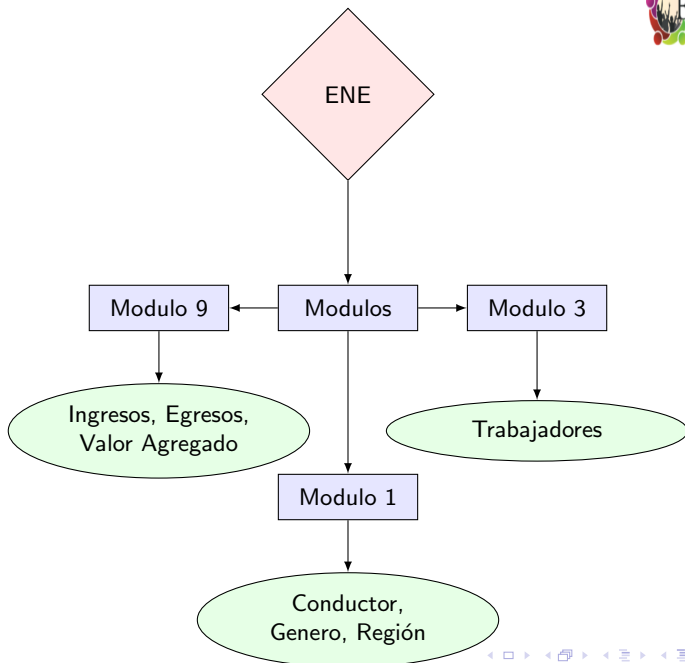 ENE
Modulo 9
Modulos
Modulo 3
Ingresos, Egresos,
Valor Agregado
Trabajadores
Modulo 1
Conductor,
Genero, Región